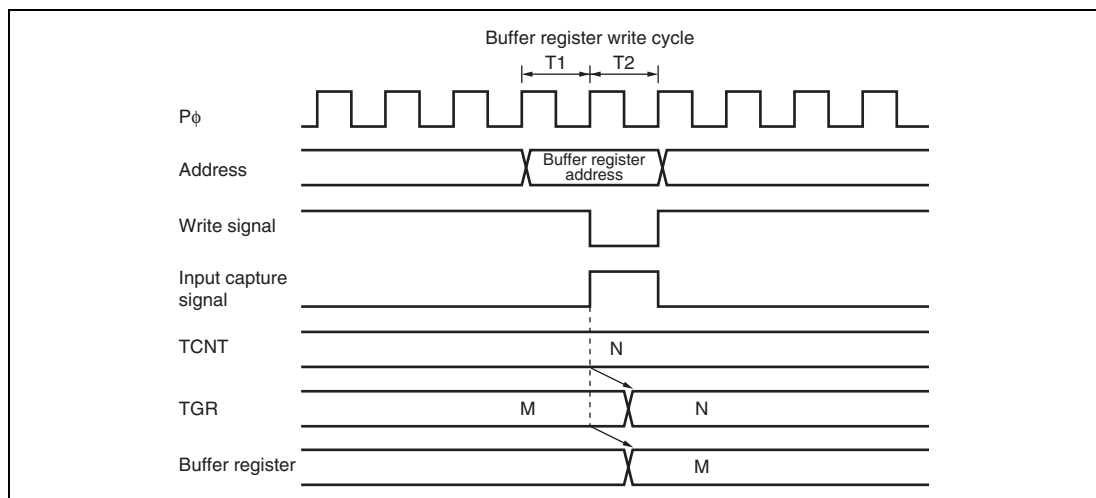 Buffer register write cycle
T1 T2
Pϕ
Address
Buffer register
address
Write signal
Input capture
signal
TCNT
N
TGR
M N
Buffer register
M